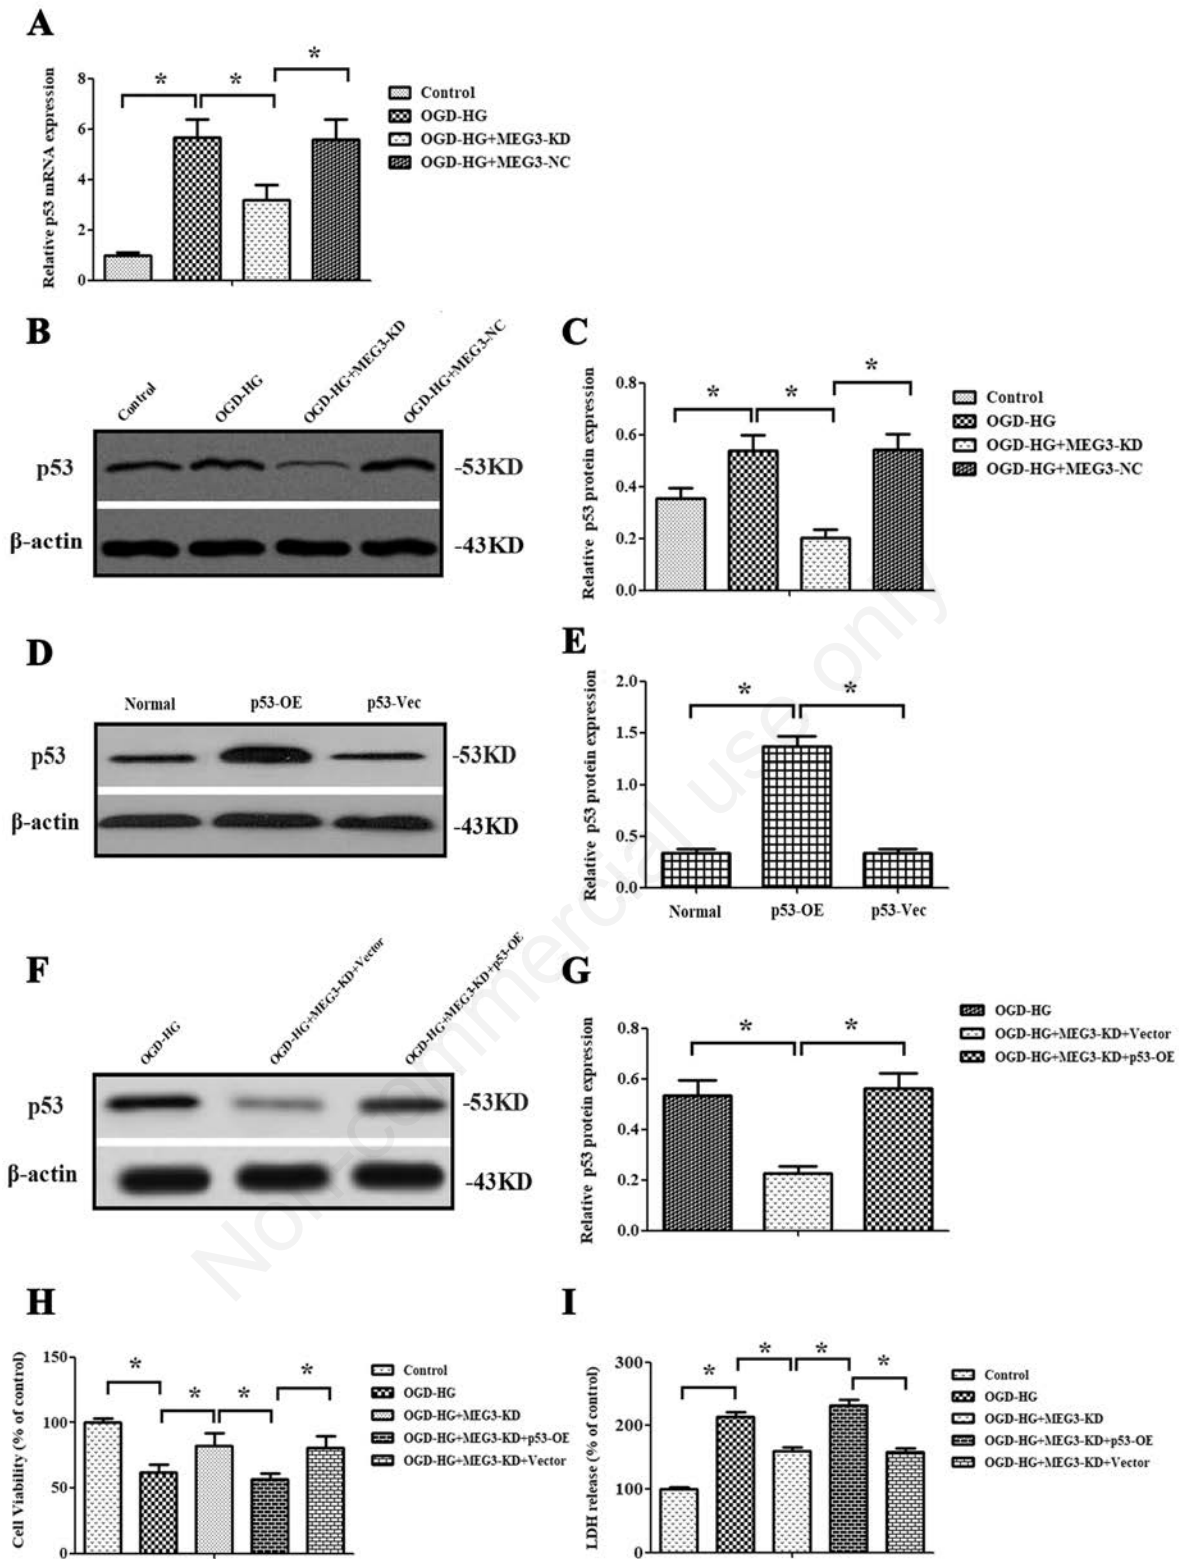 A
Relative p53 mRNA expression
8
6
4
2
0
*
*
*
Control
OGD-HG
OGD-HG+MEG3-KD
OGD-HG+MEG3-NC
B
Control
OGD-HG
OGD-HG+MEG3-KD
OGD-HG+MEG3-NC
p53
-53KD
β-actin
-43KD
C
Relative p53 protein expression
0.8
0.6
0.4
0.2
0.0
*
*
*
Control
OGD-HG
OGD-HG+MEG3-KD
OGD-HG+MEG3-NC
D
Normal p53-OE p53-Vec
p53
-53KD
β-actin
-43KD
E
Relative p53 protein expression
2.0
1.5
1.0
0.5
0.0
*
*
Normal p53-OE p53-Vec
F
OGD-HG
OGD-HG+MEG3-KD+Vector
OGD-HG+MEG3-KD+p53-OE
p53
-53KD
β-actin
-43KD
G
Relative p53 protein expression
0.8
0.6
0.4
0.2
0.0
*
*
OGD-HG
OGD-HG+MEG3-KD+Vector
OGD-HG+MEG3-KD+p53-OE
H
Cell Viability (% of control)
150
100
50
0
*
*
*
*
Control
OGD-HG
OGD-HG+MEG3-KD
OGD-HG+MEG3-KD+p53-OE
OGD-HG+MEG3-KD+Vector
I
LDH release (% of control)
300
200
100
0
*
*
*
*
Control
OGD-HG
OGD-HG+MEG3-KD
OGD-HG+MEG3-KD+p53-OE
OGD-HG+MEG3-KD+Vector
Non-commercial use only